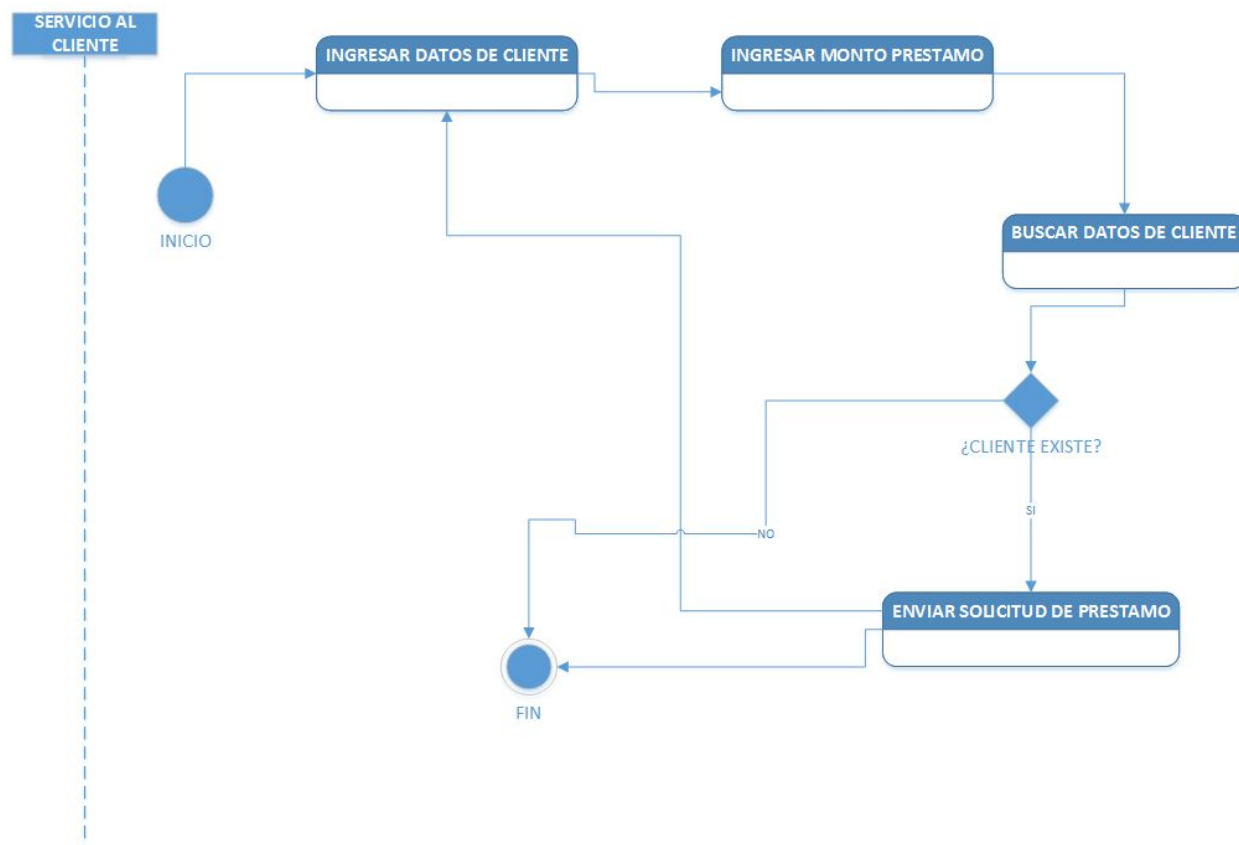 SERVICIO AL
CLIENTE
INGRESAR DATOS DE CLIENTE
INGRESAR MONTO PRESTAMO
INICIO
BUSCAR DATOS DE CLIENTE
¿CLIENTE EXISTE?
SI
NO
ENVIAR SOLICITUD DE PRESTAMO
FIN